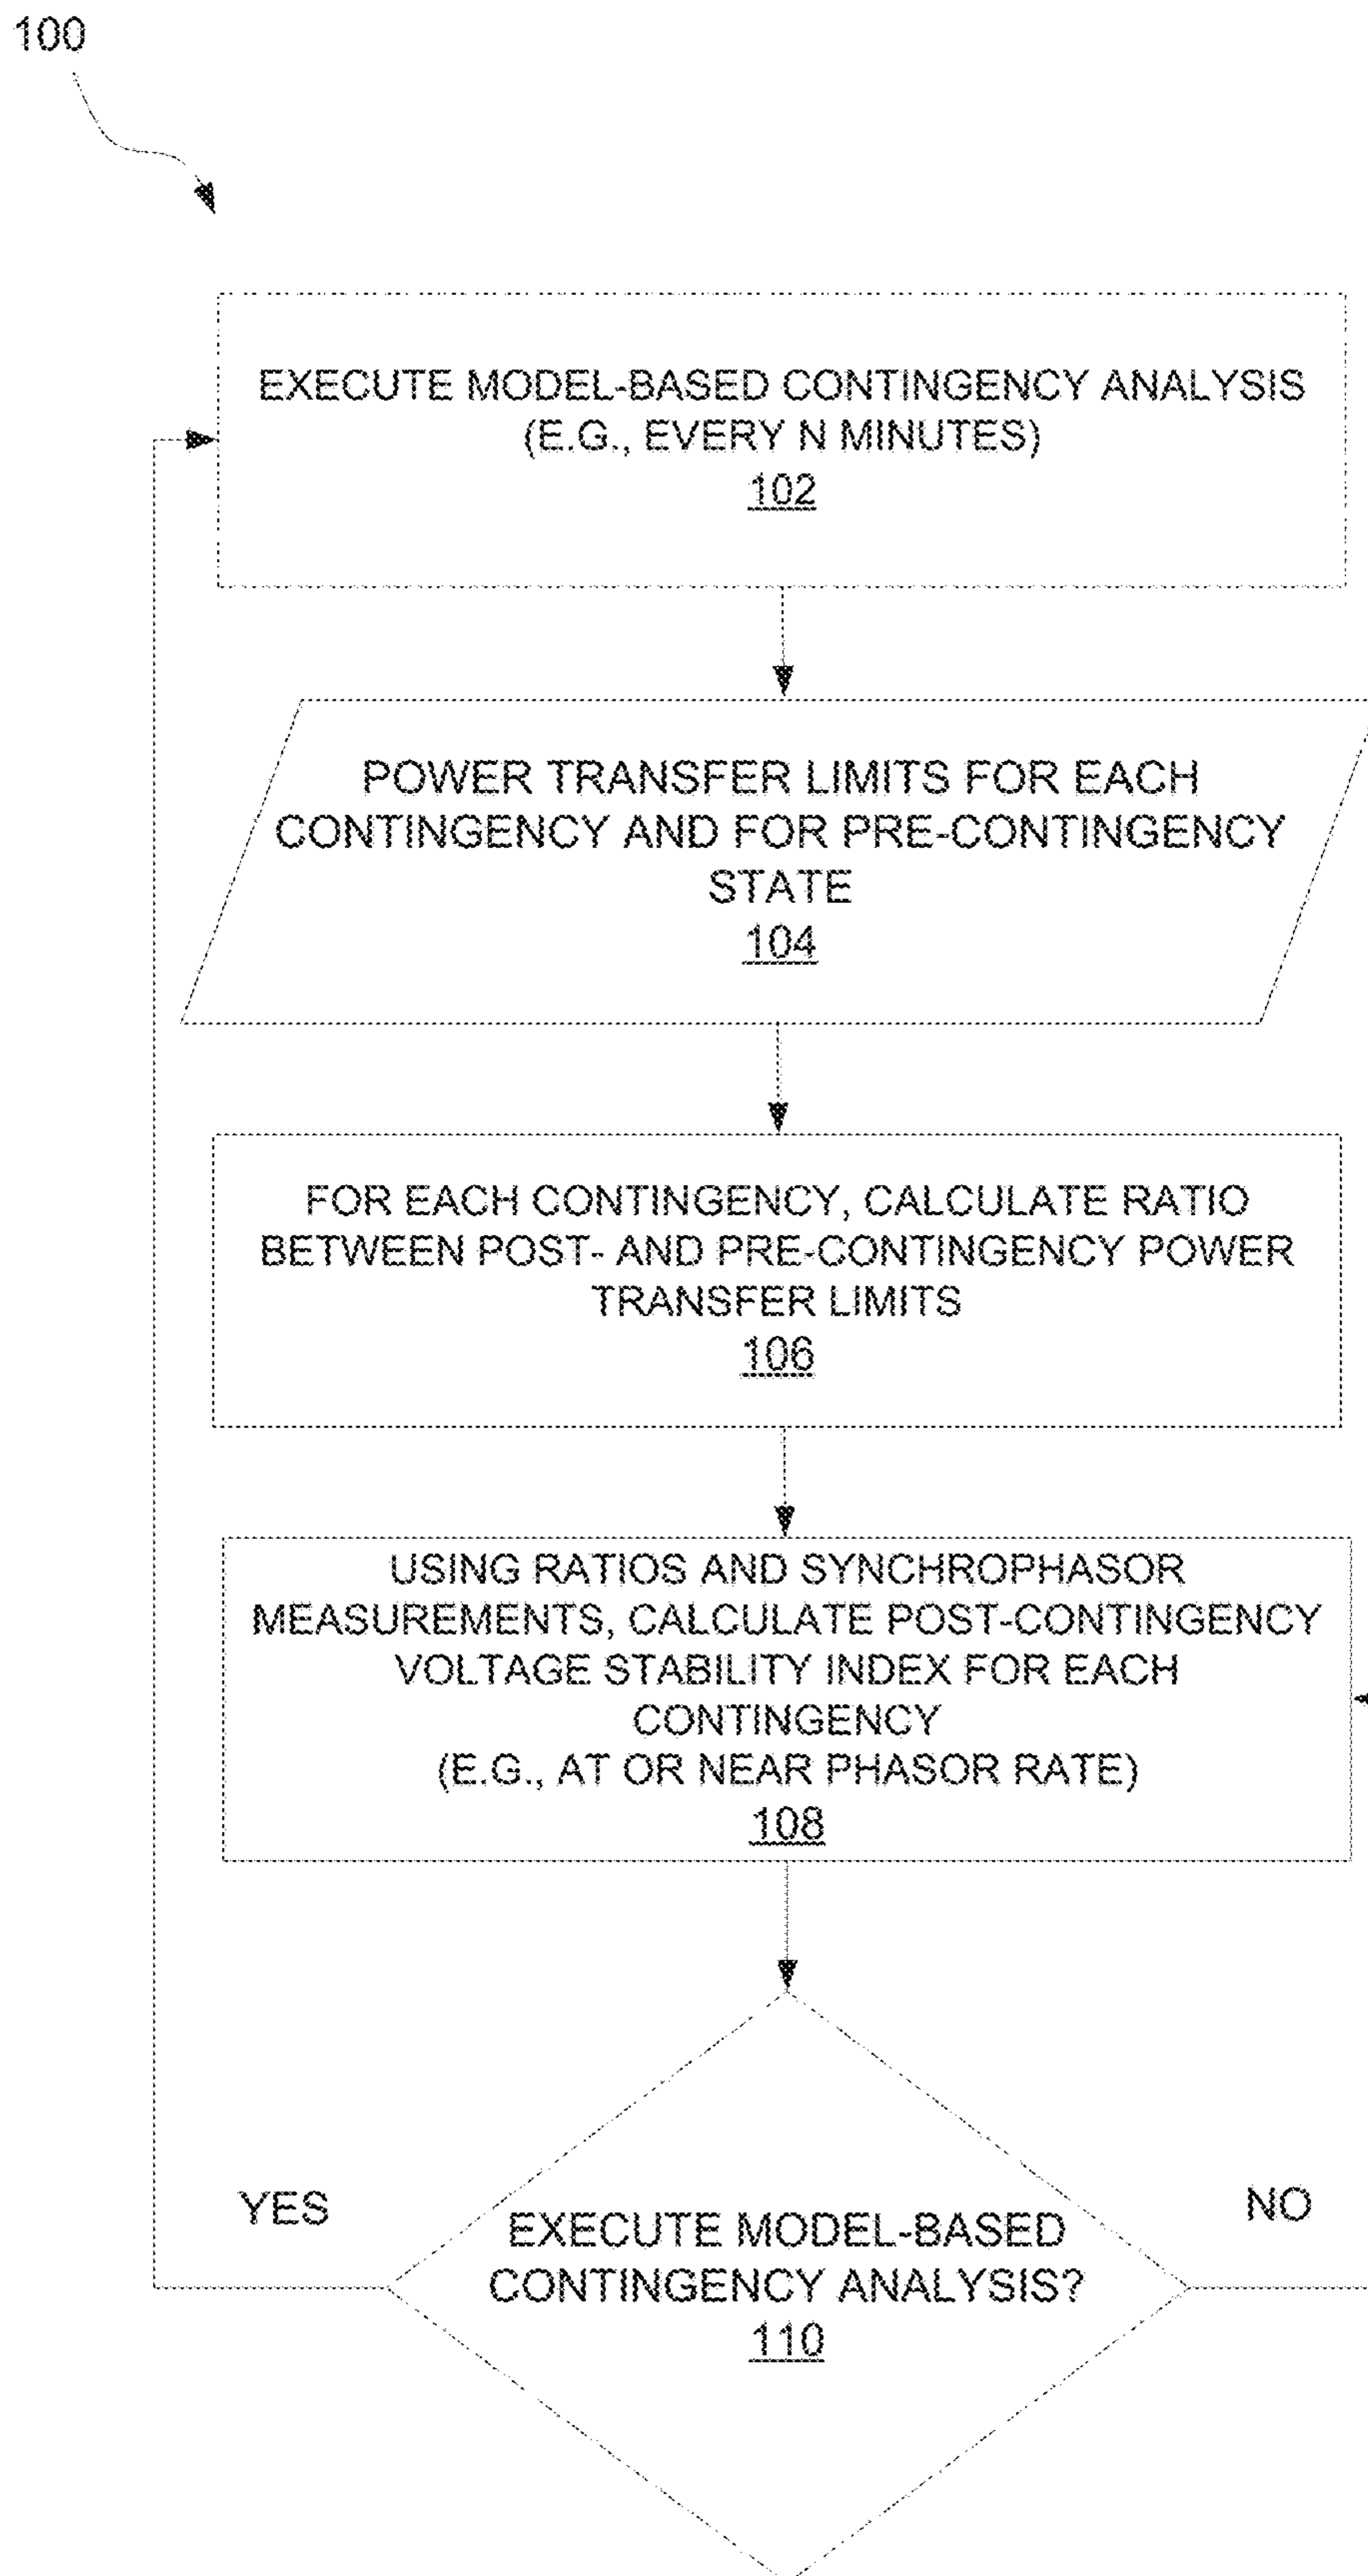 100
EXECUTE MODEL-BASED CONTINGENCY ANALYSIS
(E.G., EVERY N MINUTES)
102
POWER TRANSFER LIMITS FOR EACH
CONTINGENCY AND FOR PRE-CONTINGENCY
STATE
104
FOR EACH CONTINGENCY, CALCULATE RATIO
BETWEEN POST- AND PRE-CONTINGENCY POWER
TRANSFER LIMITS
106
USING RATIOS AND SYNCHROPHASOR
MEASUREMENTS, CALCULATE POST-CONTINGENCY
VOLTAGE STABILITY INDEX FOR EACH
CONTINGENCY
(E.G., AT OR NEAR PHASOR RATE)
108
YES
NO
EXECUTE MODEL-BASED
CONTINGENCY ANALYSIS?
110